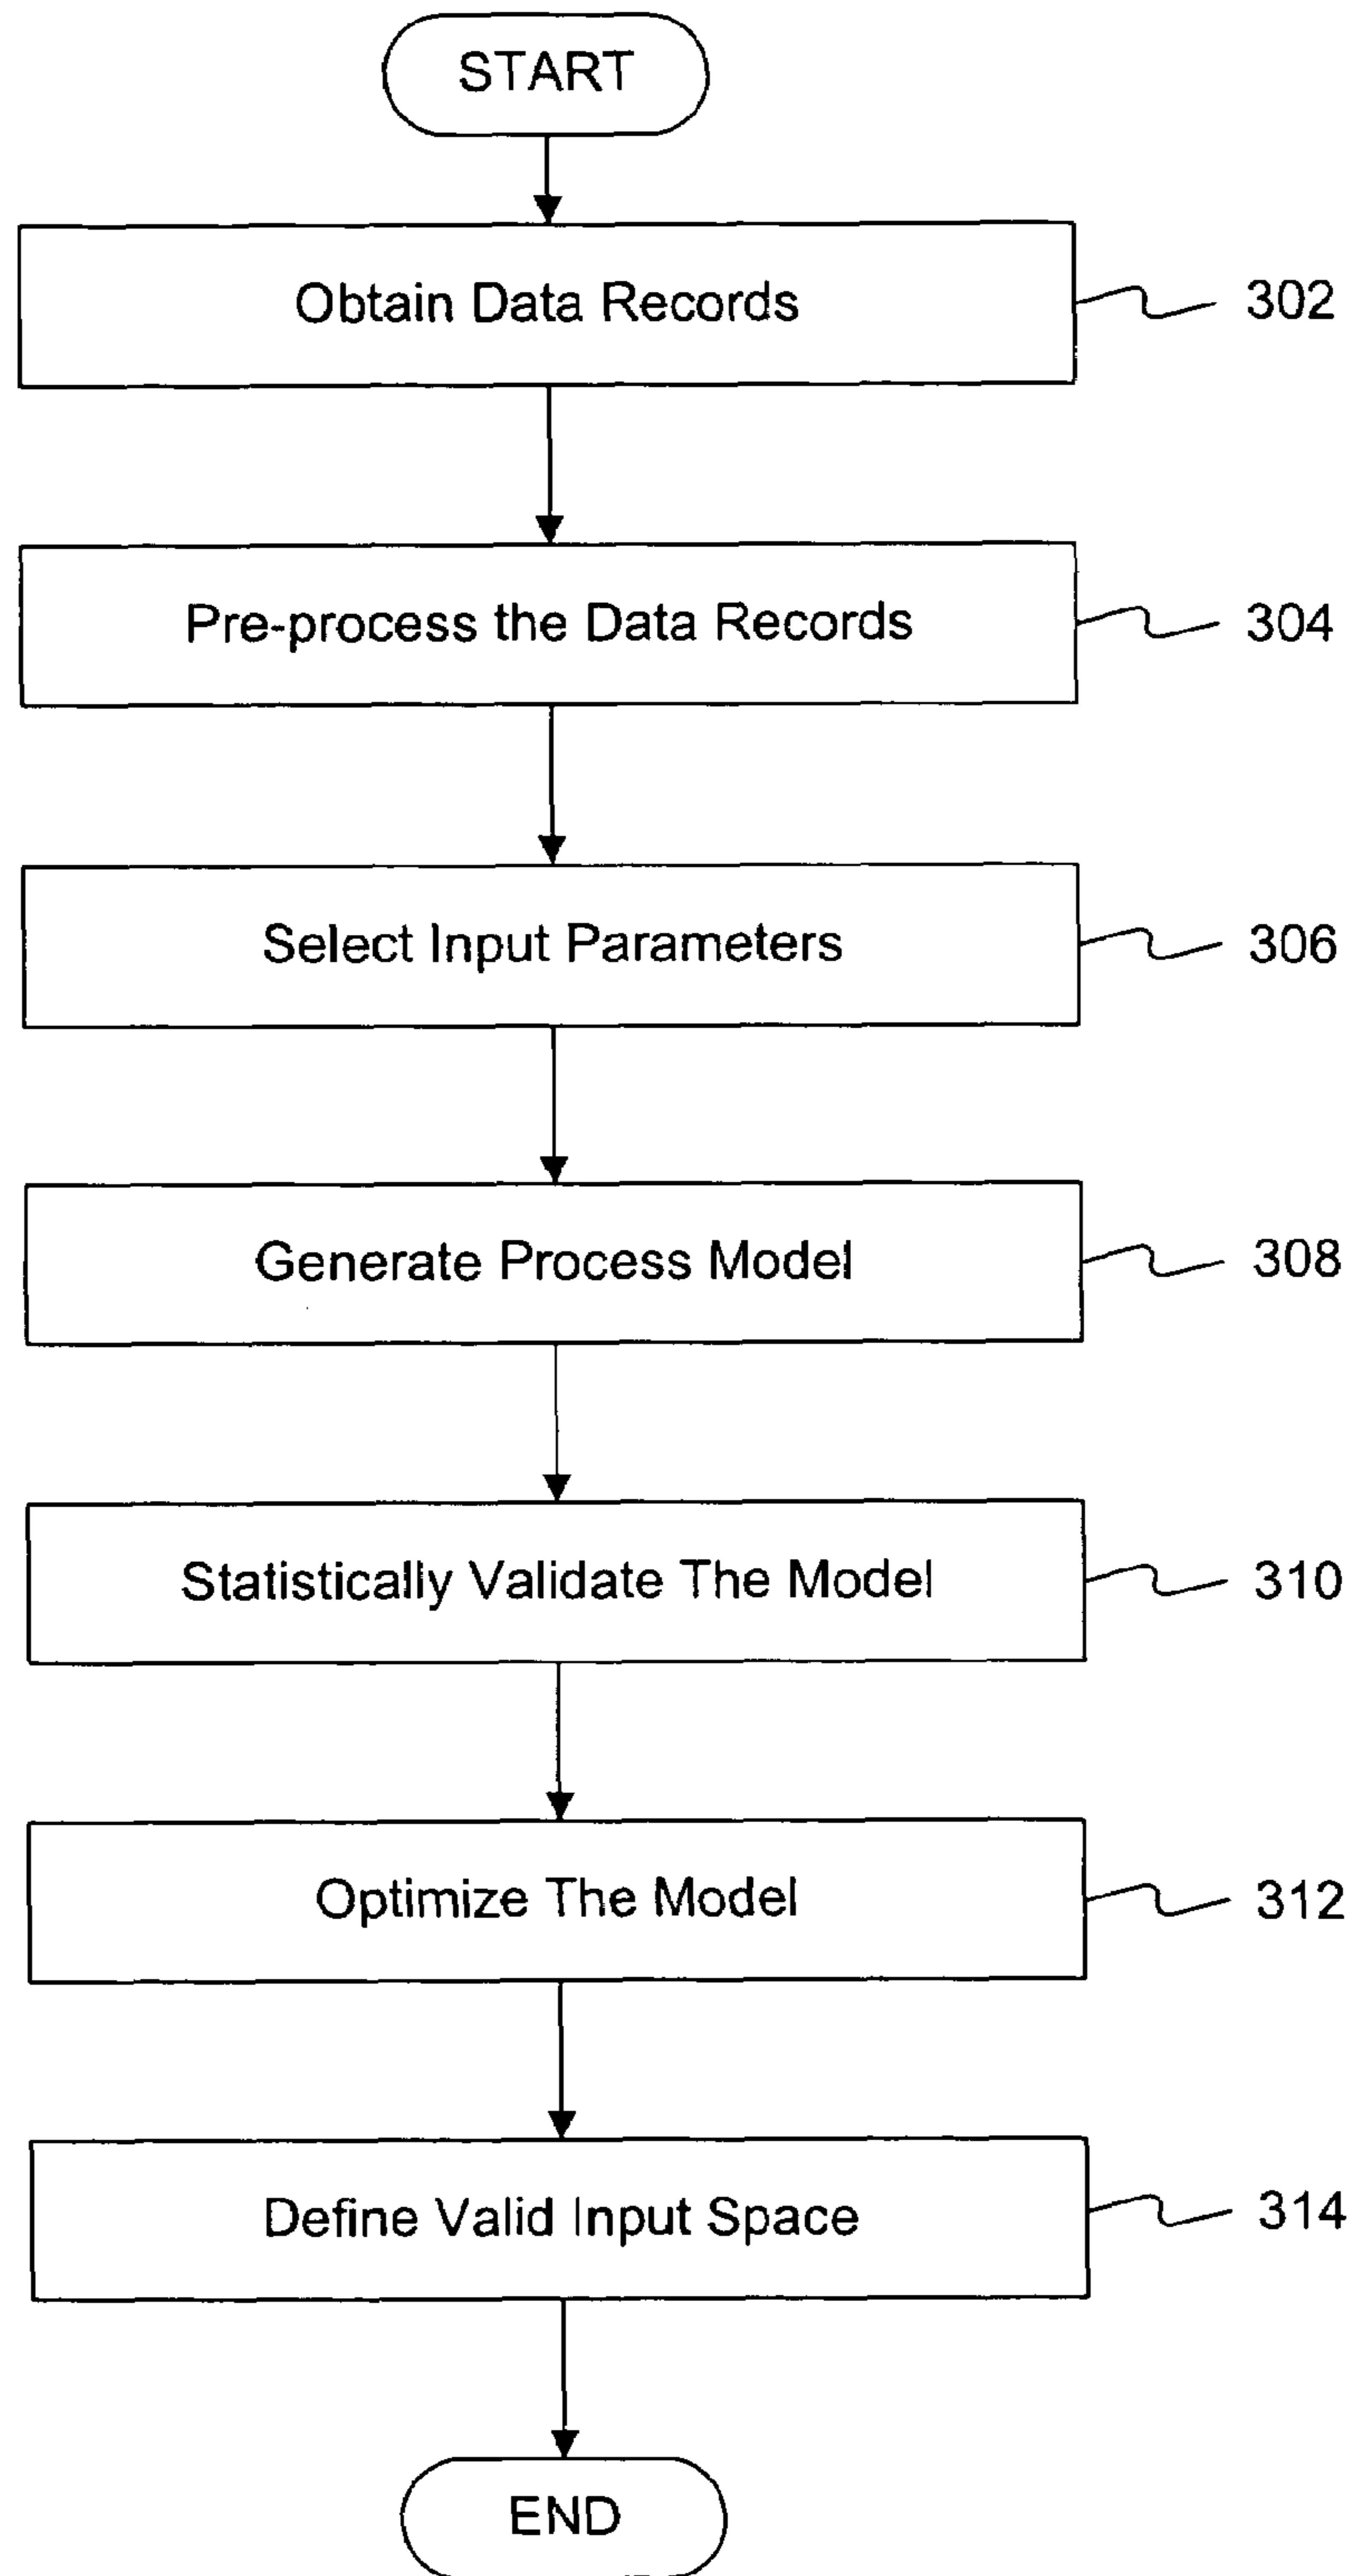 START
Obtain Data Records
302
Pre-process the Data Records
304
Select Input Parameters
306
Generate Process Model
308
Statistically Validate The Model
310
Optimize The Model
312
Define Valid Input Space
314
END